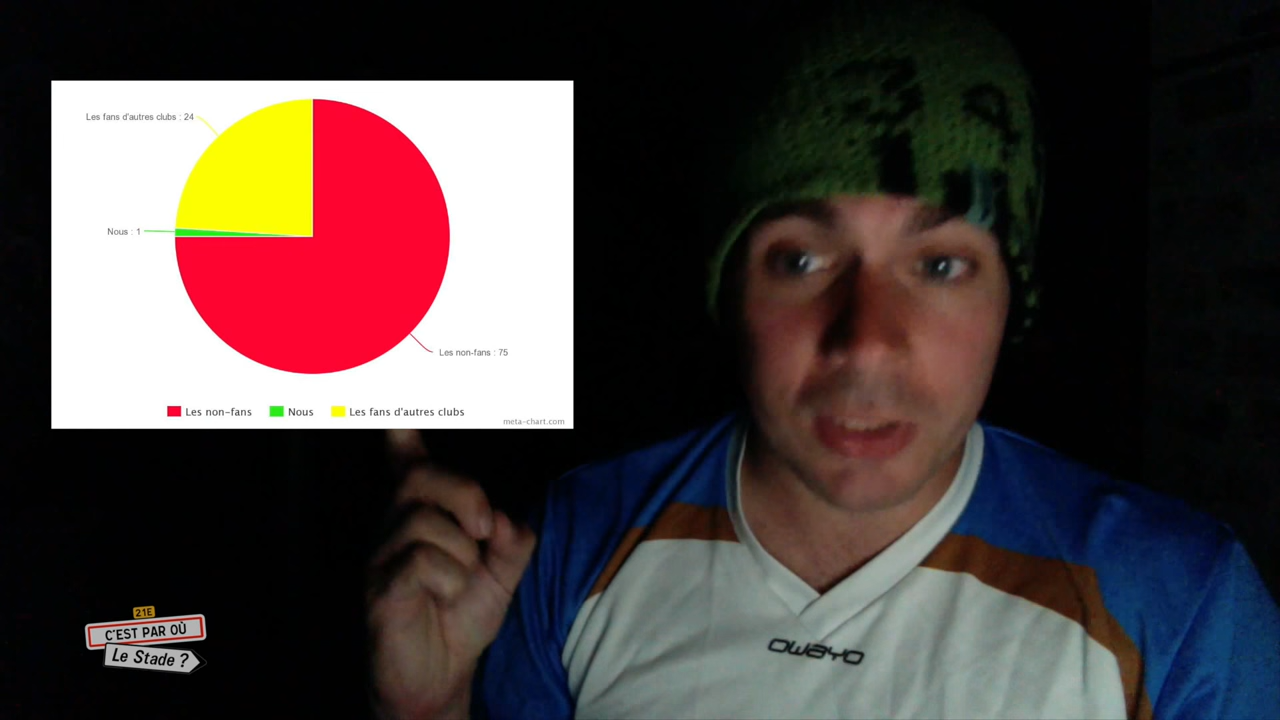 Les fans d'autres clubs : 24
Nous : 1
Les non-fans : 75
Les non-fans
Nous
Les fans d'autres clubs
meta-chart.com
21E
C'EST PAR OÙ
Le Stade ?
owayo